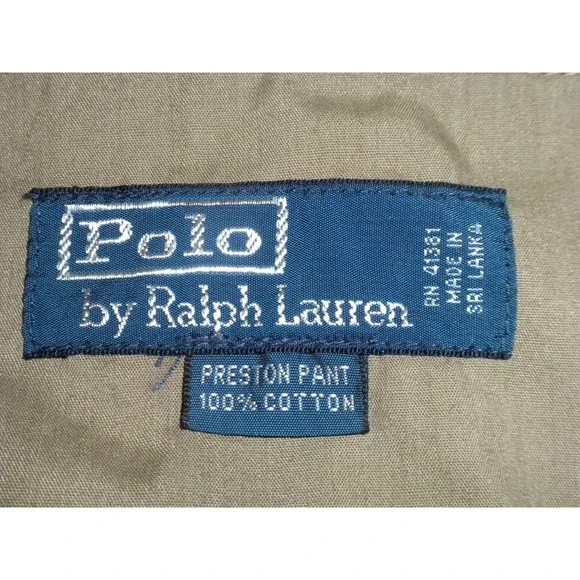 Polo
by Ralph Lauren
RN 41381
MADE IN
SRI LANKA
PRESTON PANT
100% COTTON